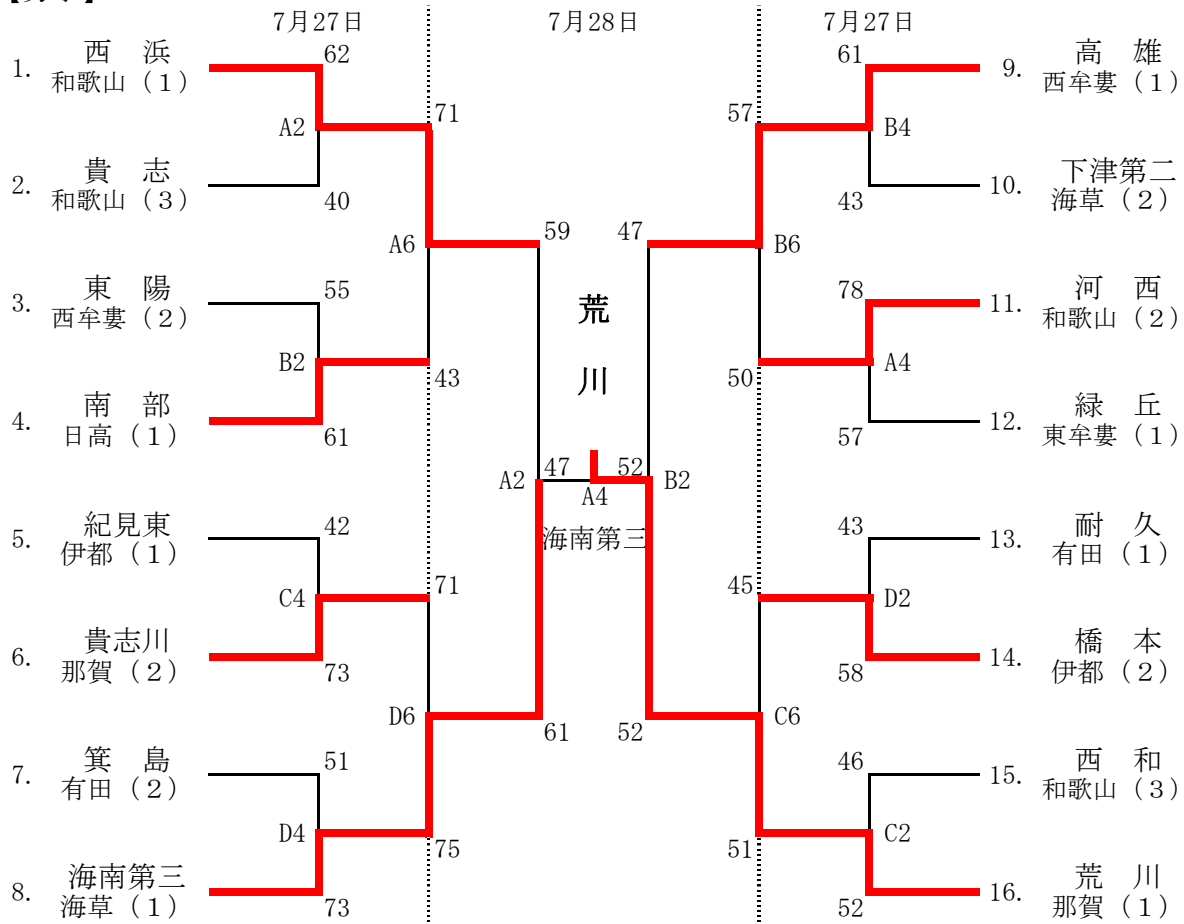 7月27日
7月28日
7月27日
1.
西 浜
和歌山（1）
62
A2
71
2.
貴 志
和歌山（3）
40
A6
59
3.
東 陽
西牟婁（2）
55
B2
43
4.
南 部
日高（1）
61
A2
47
5.
紀見東
伊都（1）
42
C4
71
6.
貴志川
那賀（2）
73
D6
61
7.
箕 島
有田（2）
51
D4
75
8.
海南第三
海草（1）
73
荒川
A4
海南第三
61
9.
高 雄
西牟婁（1）
57
B4
10.
下津第二
海草（2）
43
47
B6
78
11.
河 西
和歌山（2）
50
A4
12.
緑 丘
東牟婁（1）
57
52
B2
43
13.
耐 久
有田（1）
45
D2
14.
橋 本
伊都（2）
58
52
C6
46
15.
西 和
和歌山（3）
51
C2
16.
荒 川
那賀（1）
52